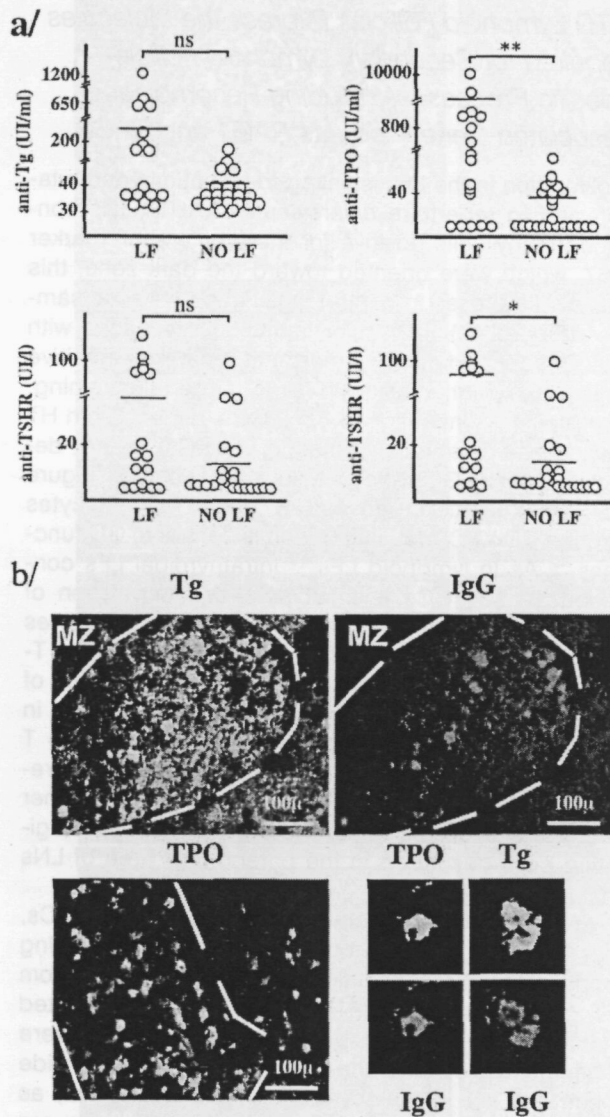 a/
ns
anti-Tg (UI/ml)
1200
650
200
40
30
LF
NO LF
**
anti-TPO (UI/ml)
10000
800
40
LF
NO LF
ns
anti-TSHR (UI/l)
100
20
LF
NO LF
*
anti-TSHR (UI/l)
100
20
LF
NO LF
b/
Tg
IgG
MZ
100µ
MZ
100µ
TPO
100µ
TPO
Tg
IgG
IgG